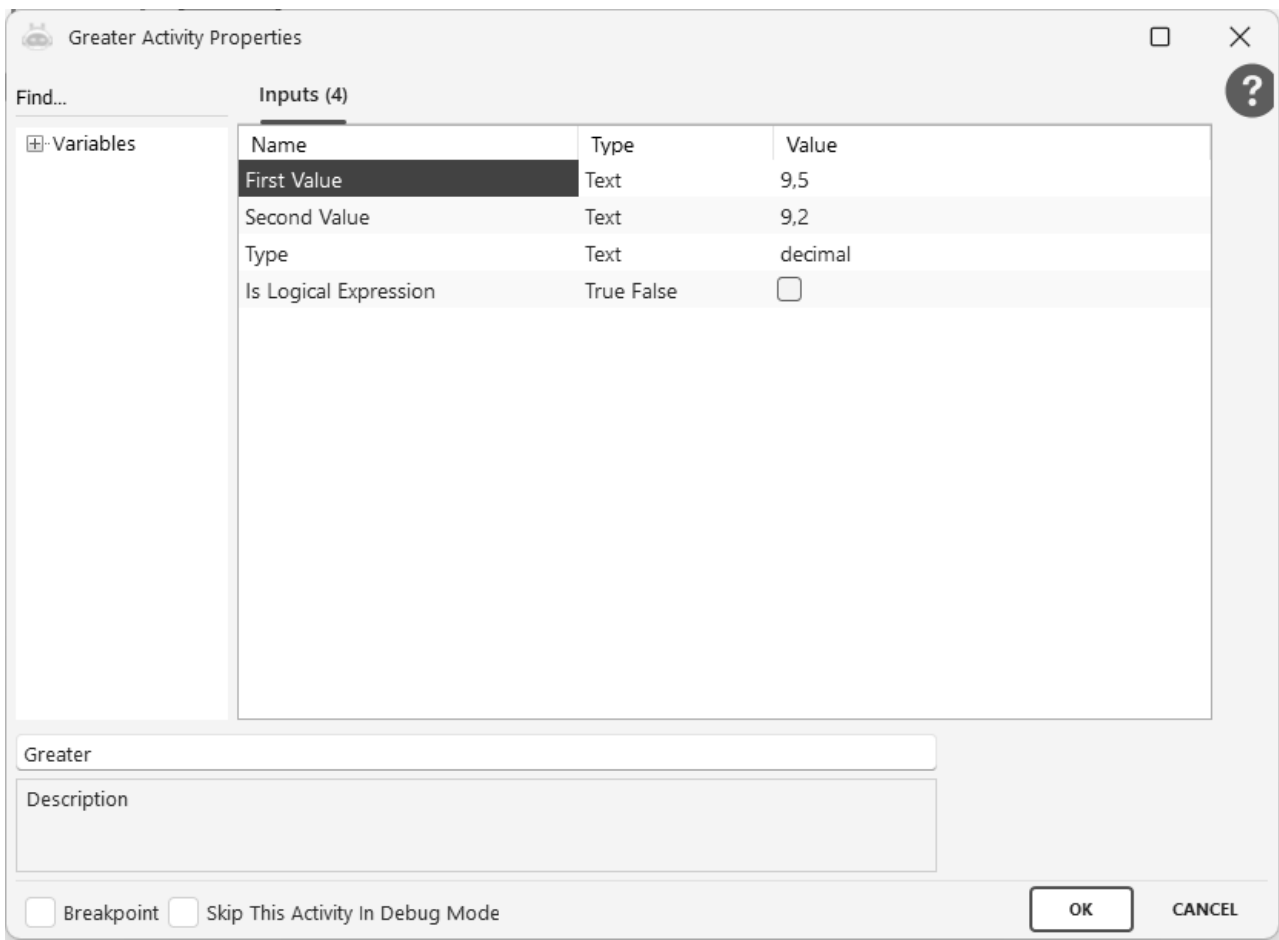 Greater Activity Properties
Find...
Inputs (4)
?
Variables
Name Type Value
First Value Text 9,5
Second Value Text 9,2
Type Text decimal
Is Logical Expression True False
Greater
Description
Breakpoint Skip This Activity In Debug Mode OK CANCEL